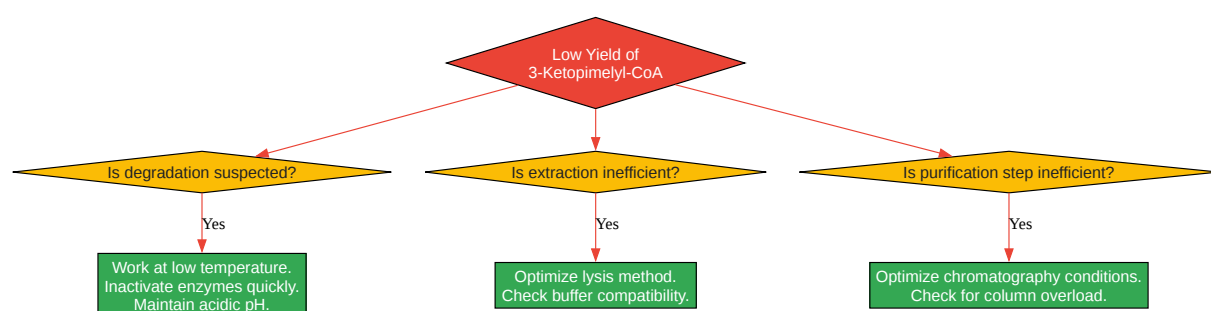 Low Yield of
3-Ketopimelyl-CoA
Is degradation suspected?
Is extraction inefficient?
Is purification step inefficient?
Yes
Yes
Yes
Work at low temperature.
Inactivate enzymes quickly.
Maintain acidic pH.
Optimize lysis method.
Check buffer compatibility.
Optimize chromatography conditions.
Check for column overload.